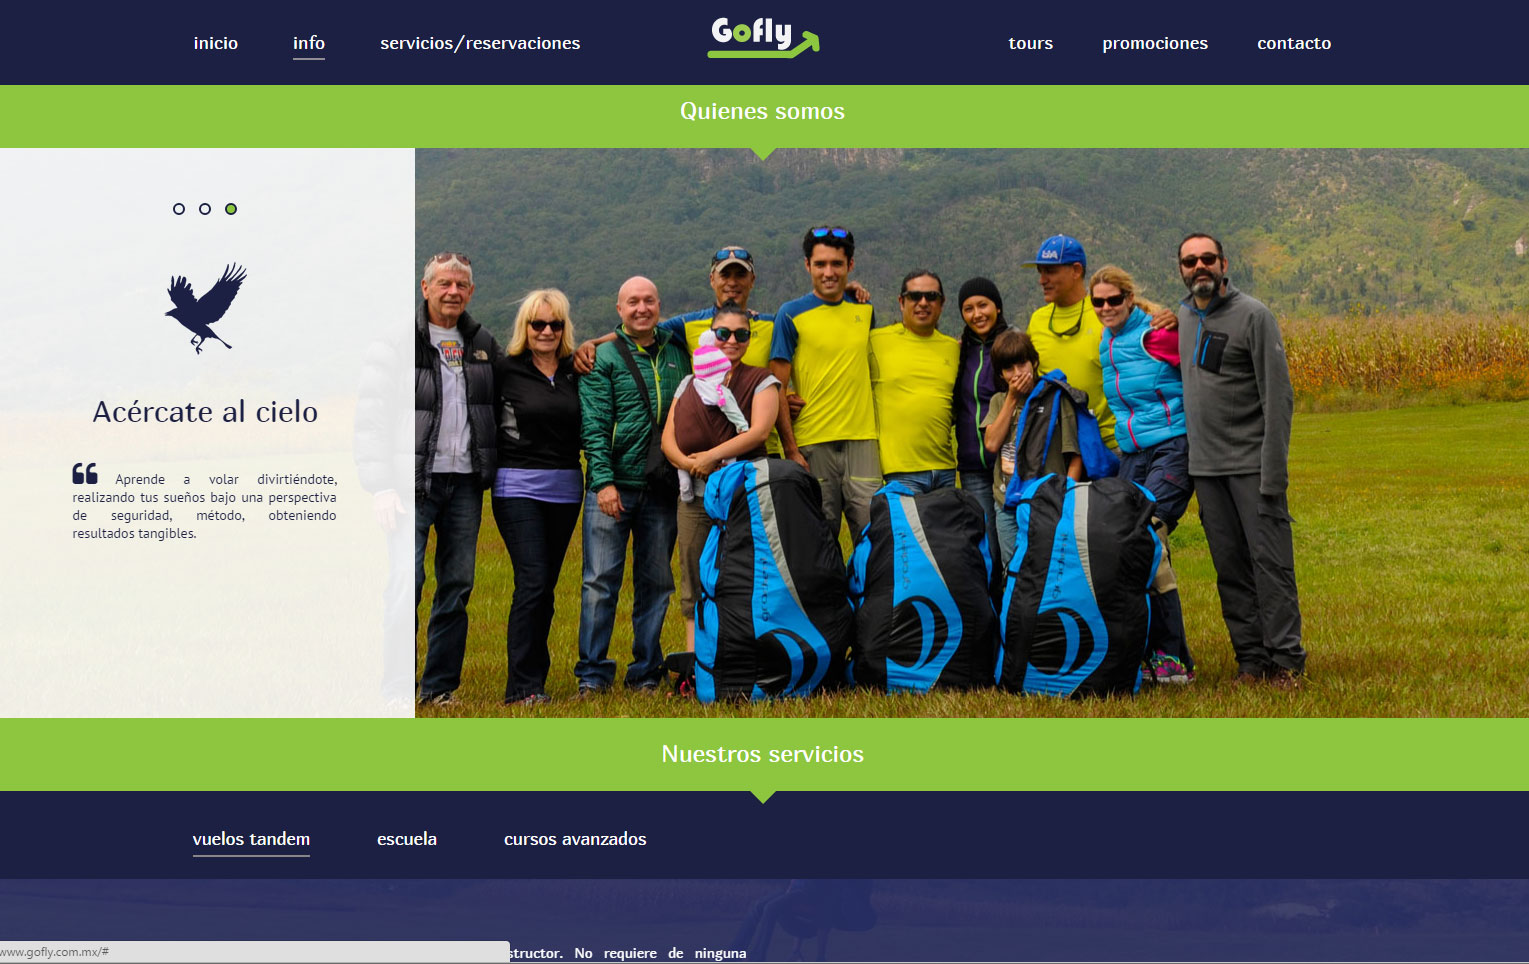 inicio info servicios/reservaciones Gofly tours promociones contacto
Quienes somos
Acércate al cielo
Aprende a volar divirtiéndote,
realizando tus sueños bajo una perspectiva
de seguridad, método, obteniendo
resultados tangibles.
Nuestros servicios
vuelos tandem escuela cursos avanzados
structor. No requiere de ninguna
www.gofly.com.mx/#